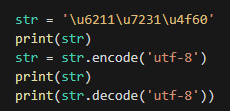 str = '\u6211\u7231\u4f60'
print(str)
str = str.encode('utf-8')
print(str)
print(str.decode('utf-8'))